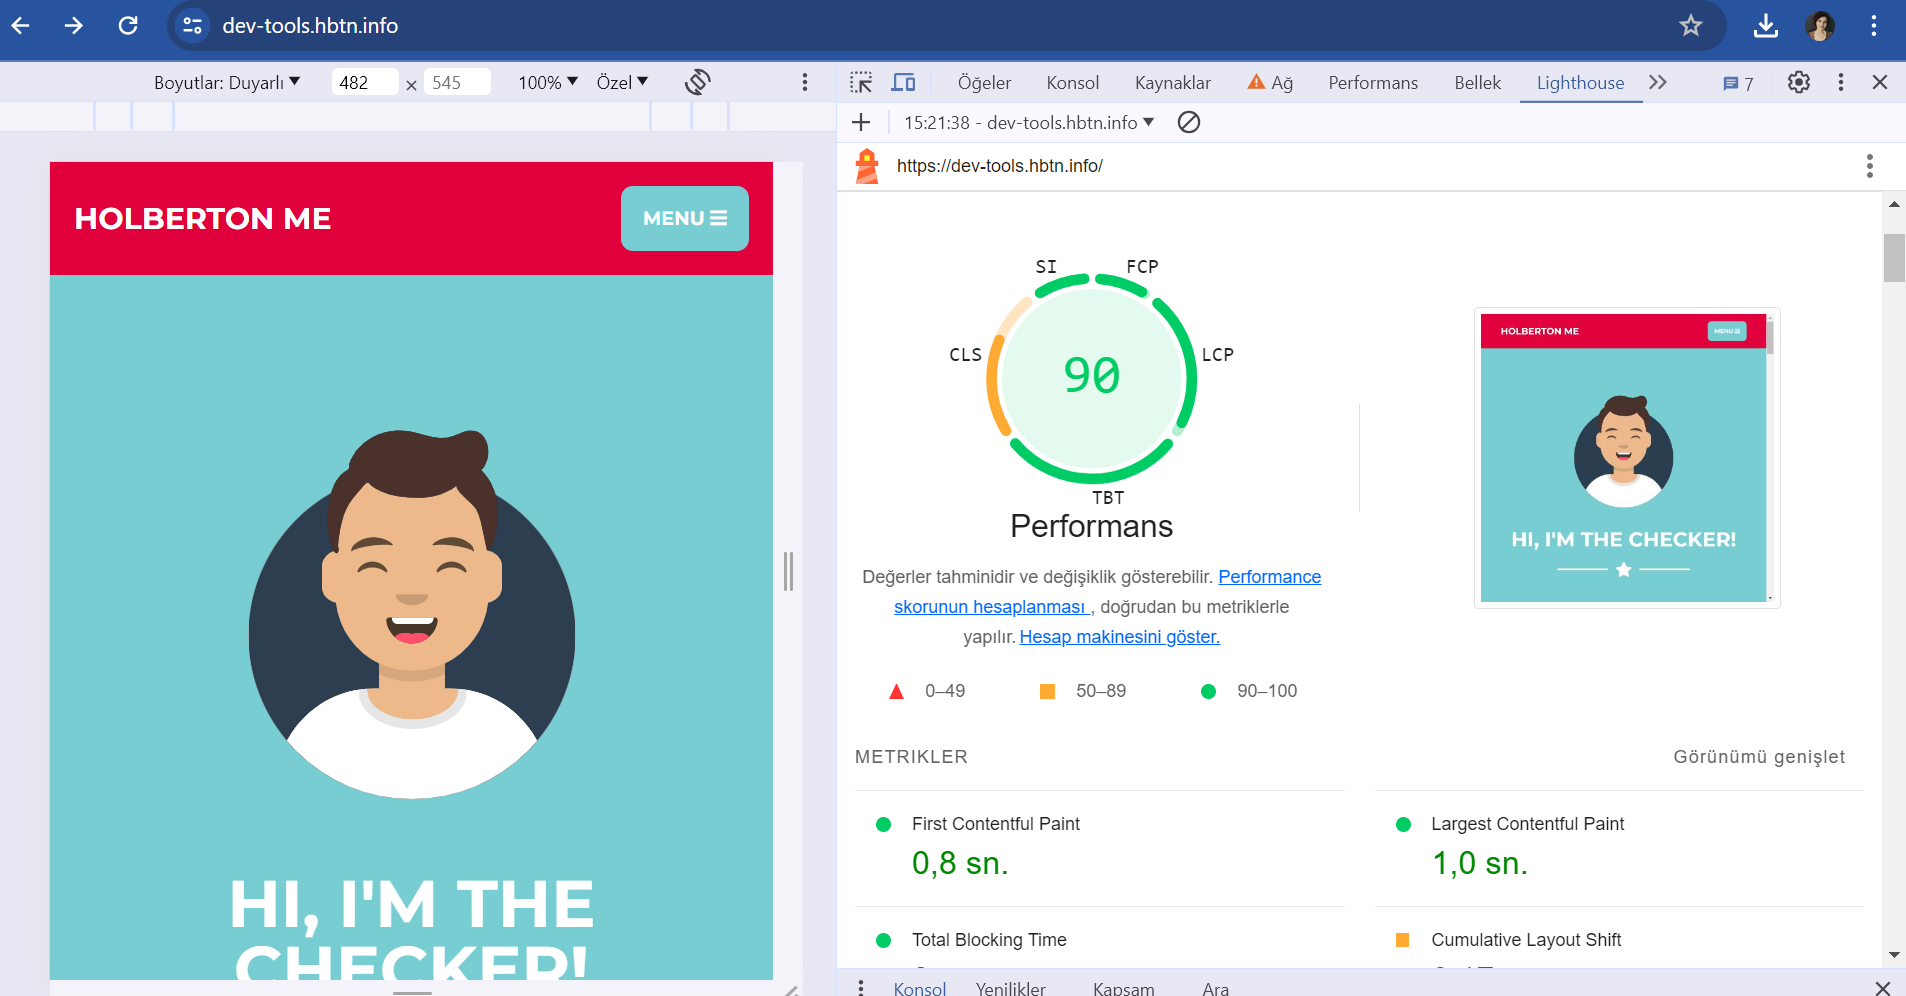 dev-tools.hbtn.info
Boyutlar: Duyarlı
482 × 545
100%
Özel
Öğeler
Konsol
Kaynaklar
Ağ
Performans
Bellek
Lighthouse
7
15:21:38 - dev-tools.hbtn.info
https://dev-tools.hbtn.info/
HOLBERTON ME
MENU
HI, I'M THE
CHECKER!
SI
FCP
CLS
LCP
90
TBT
Performans
Değerler tahminidir ve değişiklik gösterebilir. Performance
skorunun hesaplanması , doğrudan bu metriklerle
yapılır. Hesap makinesini göster.
0–49
50–89
90–100
HOLBERTON ME
MENU
HI, I'M THE CHECKER!
METRIKLER
Görünümü genişlet
First Contentful Paint
0,8 sn.
Largest Contentful Paint
1,0 sn.
Total Blocking Time
Cumulative Layout Shift
Konsol
Yenilikler
Kapsam
Ara